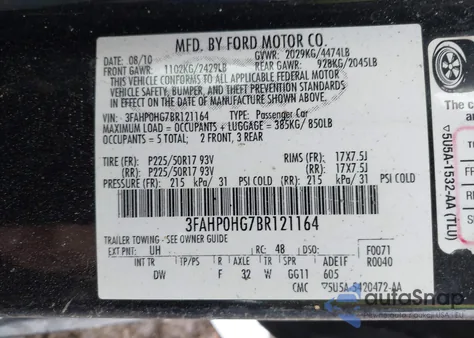 MFD. BY FORD MOTOR CO.
DATE: 08/10 GVWR: 2029KG/4474LB
FRONT GAWR: 1102KG/2429LB REAR GAWR: 928KG/2045LB
THIS VEHICLE CONFORMS TO ALL APPLICABLE FEDERAL MOTOR
VEHICLE SAFETY, BUMPER, AND THEFT PREVENTION STANDARDS
IN EFFECT ON THE DATE OF MANUFACTURE SHOWN ABOVE.
VIN: 3FAHP0HG7BR121164 TYPE: Passenger Car
MAXIMUM LOAD = OCCUPANTS + LUGGAGE = 385KG/850LB
OCCUPANTS = 5 TOTAL: 2 FRONT, 3 REAR
TIRE (FR): P225/50R17 93V RIMS (FR): 17X7.5J
(RR): P225/50R17 93V (RR): 17X7.5J
PRESSURE (FR): 215 kPa/ 31 PSI COLD (RR): 215 kPa/ 31 PSI COLD
3FAHP0HG7BR121164
TRAILER TOWING - SEE OWNER GUIDE
EXT PNT: UH RC: 48 DSO: F0071
INT TR TP/PS R AXLE TR SPR ADEIF R0040
DW F 32 W GG11 605
CMC ▽5U5A-5420472-AA
▽5U5A-1532-AA (TLU)
autoSnap